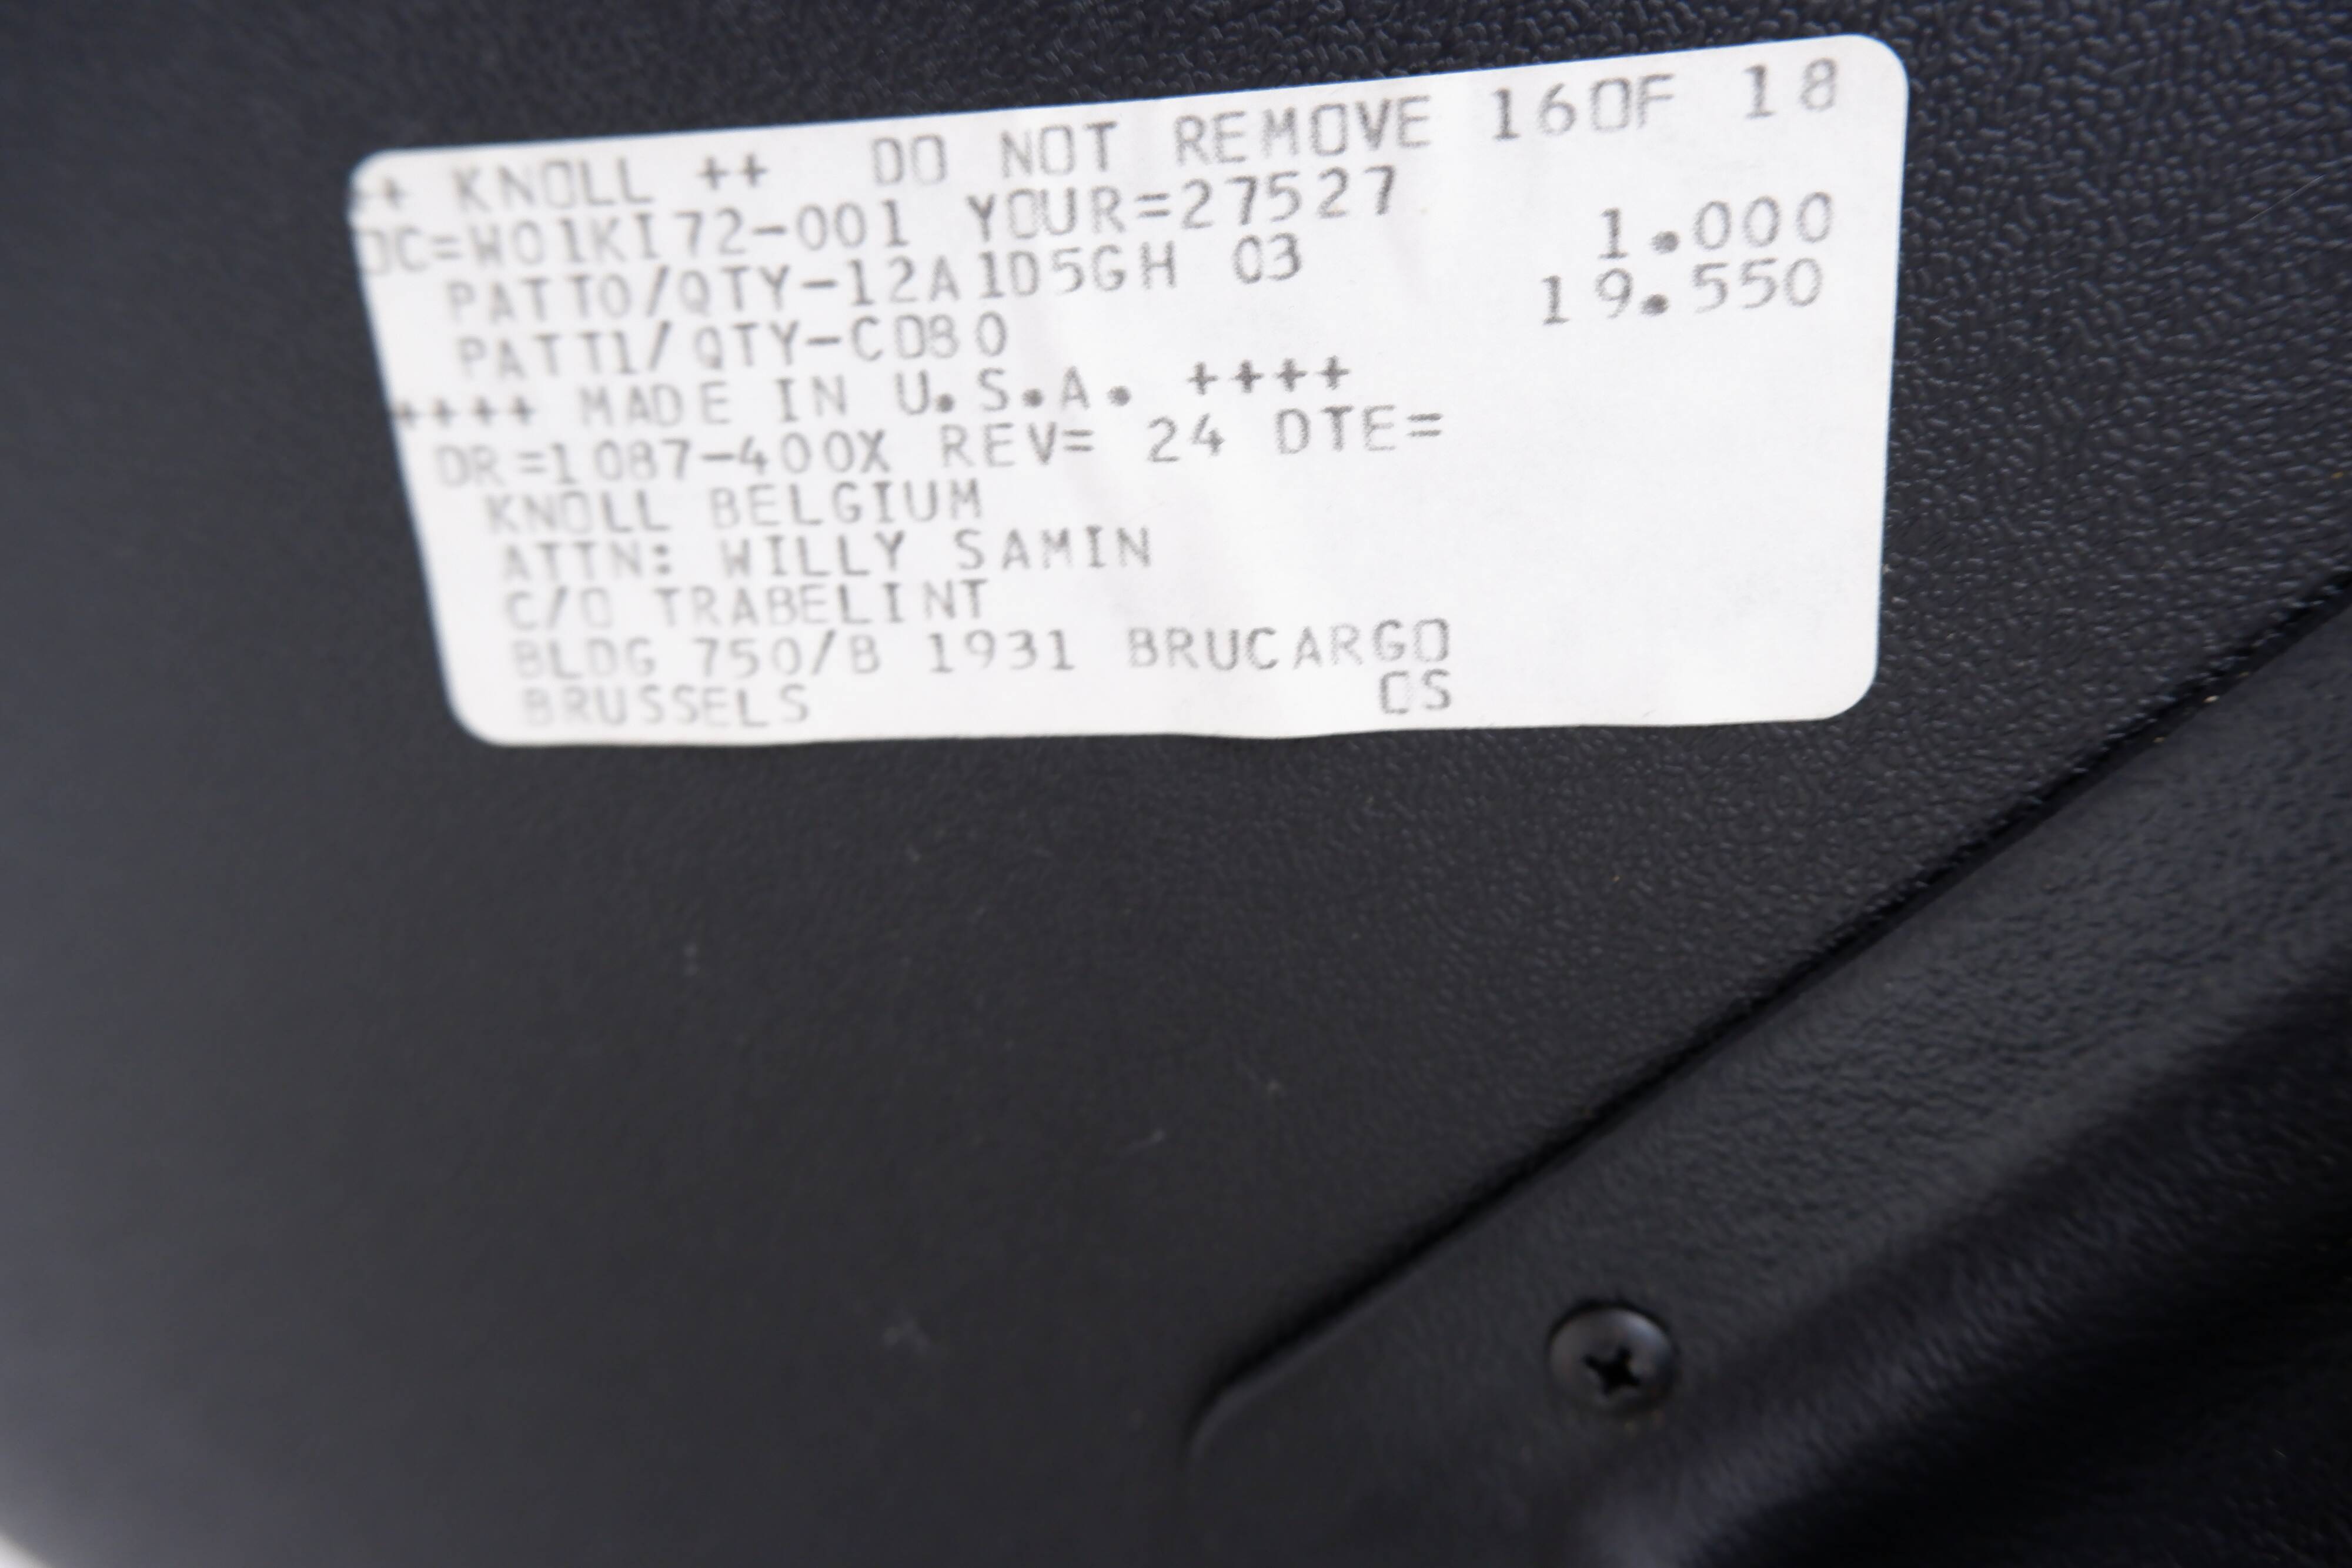 ++ KNOLL ++ DO NOT REMOVE 16OF 18
OC=W01KI72-001 YOUR=27527
PATT0/QTY-12A1D5GH 03 1.000
PATT1/QTY-CD80 19.550
++++ MADE IN U.S.A. ++++
DR=1087-400X REV= 24 DTE=
KNOLL BELGIUM
ATTN: WILLY SAMIN
C/O TRABELINT
BLDG 750/B 1931 BRUCARGO
BRUSSELS CS